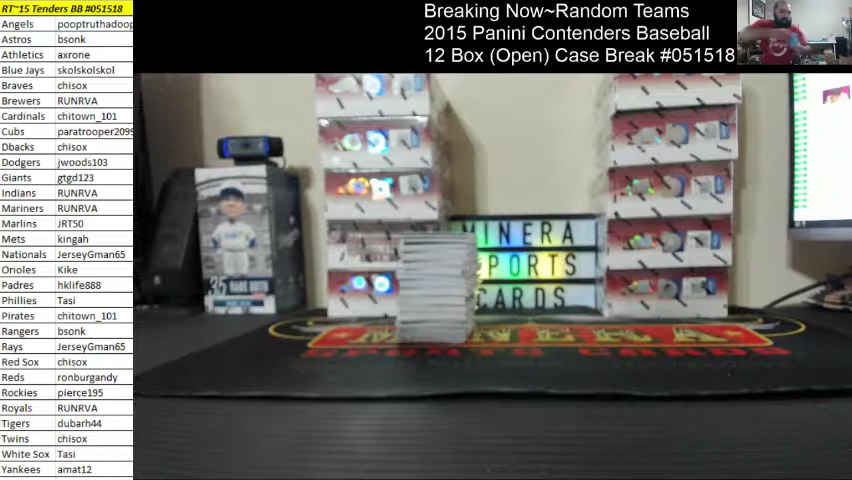 RT~15 Tenders BB #051518
Angels pooptruthadoop
Astros bsonk
Athletics axrone
Blue Jays skolskolskol
Braves chisox
Brewers RUNRVA
Cardinals chitown_101
Cubs paratrooper2099
Dbacks chisox
Dodgers jwoods103
Giants gtgd123
Indians RUNRVA
Mariners RUNRVA
Marlins JRT50
Mets kingah
Nationals JerseyGman65
Orioles Kike
Padres hklife888
Phillies Tasi
Pirates chitown_101
Rangers bsonk
Rays JerseyGman65
Red Sox chisox
Reds ronburgandy
Rockies pierce195
Royals RUNRVA
Tigers dubarh44
Twins chisox
White Sox Tasi
Yankees amat12
Breaking Now~Random Teams
2015 Panini Contenders Baseball
12 Box (Open) Case Break #051518
MINERA
SPORTS
CARDS
35
MINERA
SPORTS CARDS